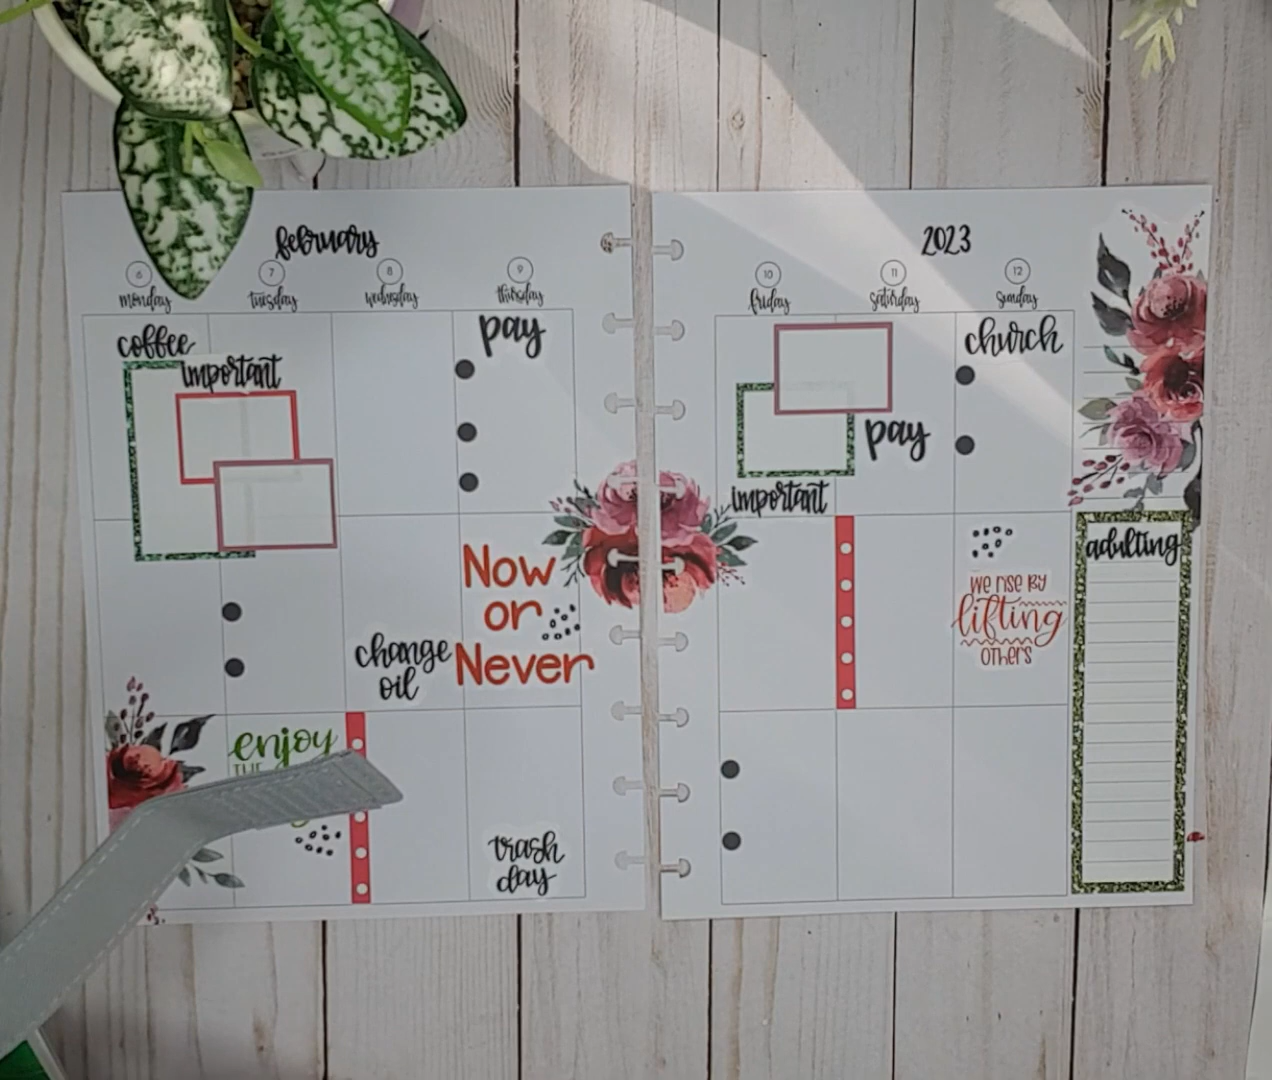 february
2023
6
7
8
9
10
11
12
monday
tuesday
wednesday
thursday
friday
saturday
sunday
coffee
important
pay
church
pay
important
adulting
Now
or
Never
change
oil
we rise by
lifting
others
enjoy
THE
trash
day